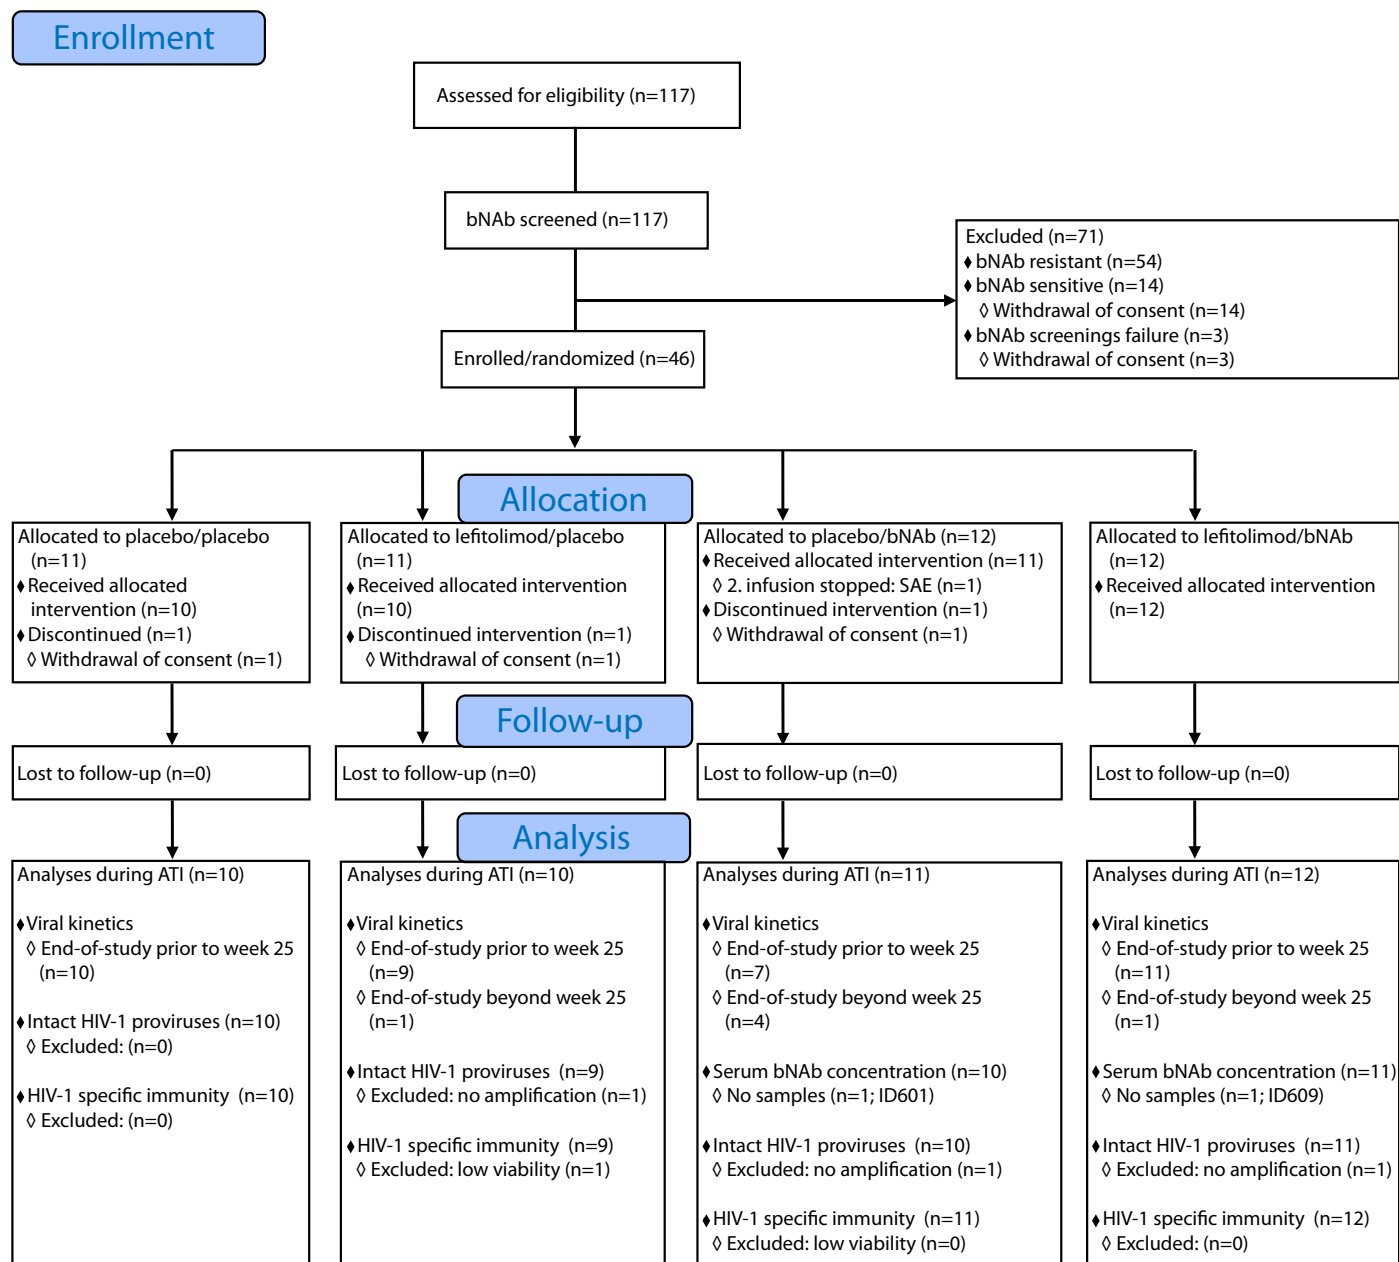 Enrollment
Assessed for eligibility (n=117)
bNAb screened (n=117)
Excluded (n=71)
♦ bNAb resistant (n=54)
♦ bNAb sensitive (n=14)
◊ Withdrawal of consent (n=14)
♦ bNAb screenings failure (n=3)
◊ Withdrawal of consent (n=3)
Enrolled/randomized (n=46)
Allocation
Allocated to placebo/placebo
(n=11)
♦ Received allocated
intervention (n=10)
♦ Discontinued (n=1)
◊ Withdrawal of consent (n=1)
Allocated to lefitolimod/placebo
(n=11)
♦ Received allocated intervention
(n=10)
♦ Discontinued intervention (n=1)
◊ Withdrawal of consent (n=1)
Allocated to placebo/bNAb (n=12)
♦ Received allocated intervention (n=11)
◊ 2. infusion stopped: SAE (n=1)
♦ Discontinued intervention (n=1)
◊ Withdrawal of consent (n=1)
Allocated to lefitolimod/bNAb
(n=12)
♦ Received allocated intervention
(n=12)
Follow-up
Lost to follow-up (n=0)
Lost to follow-up (n=0)
Lost to follow-up (n=0)
Lost to follow-up (n=0)
Analysis
Analyses during ATI (n=10)
♦ Viral kinetics
◊ End-of-study prior to week 25
(n=10)
♦ Intact HIV-1 proviruses (n=10)
◊ Excluded: (n=0)
♦ HIV-1 specific immunity (n=10)
◊ Excluded: (n=0)
Analyses during ATI (n=10)
♦ Viral kinetics
◊ End-of-study prior to week 25
(n=9)
◊ End-of-study beyond week 25
(n=1)
♦ Intact HIV-1 proviruses (n=9)
◊ Excluded: no amplification (n=1)
♦ HIV-1 specific immunity (n=9)
◊ Excluded: low viability (n=1)
Analyses during ATI (n=11)
♦ Viral kinetics
◊ End-of-study prior to week 25
(n=7)
◊ End-of-study beyond week 25
(n=4)
♦ Serum bNAb concentration (n=10)
◊ No samples (n=1; ID601)
♦ Intact HIV-1 proviruses (n=10)
◊ Excluded: no amplification (n=1)
♦ HIV-1 specific immunity (n=11)
◊ Excluded: low viability (n=0)
Analyses during ATI (n=12)
♦ Viral kinetics
◊ End-of-study prior to week 25
(n=11)
◊ End-of-study beyond week 25
(n=1)
♦ Serum bNAb concentration (n=11)
◊ No samples (n=1; ID609)
♦ Intact HIV-1 proviruses (n=11)
◊ Excluded: no amplification (n=1)
♦ HIV-1 specific immunity (n=12)
◊ Excluded: (n=0)